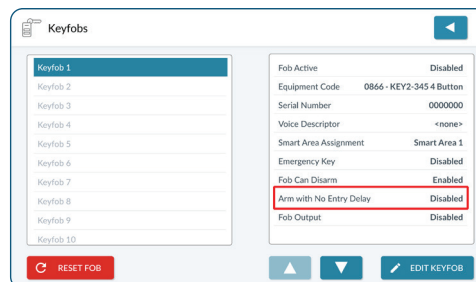 Keyfobs
Keyfob 1
Keyfob 2
Keyfob 3
Keyfob 4
Keyfob 5
Keyfob 6
Keyfob 7
Keyfob 8
Keyfob 9
Keyfob 10
Fob Active Disabled
Equipment Code 0866 - KEY2-345 4 Button
Serial Number 0000000
Voice Descriptor <none>
Smart Area Assignment Smart Area 1
Emergency Key Disabled
Fob Can Disarm Enabled
Arm with No Entry Delay Disabled
Fob Output Disabled
RESET FOB
EDIT KEYFOB